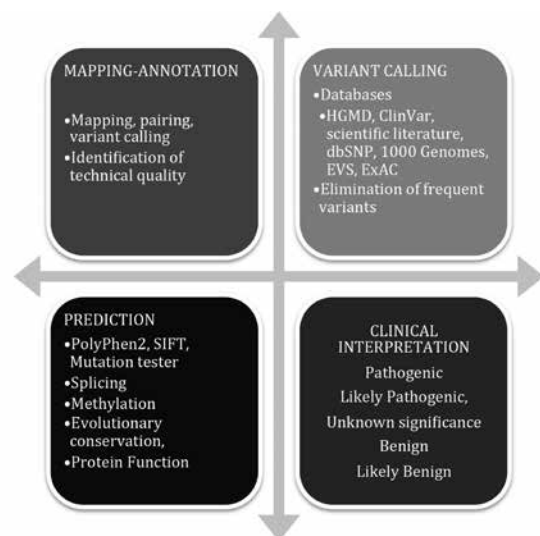 MAPPING-ANNOTATION
•Mapping, pairing,
variant calling
•Identification of
technical quality
VARIANT CALLING
•Databases
•HGMD, ClinVar,
scientific literature,
dbSNP, 1000 Genomes,
EVS, ExAC
•Elimination of frequent
variants
PREDICTION
•PolyPhen2, SIFT,
Mutation tester
•Splicing
•Methylation
•Evolutionary
conservation,
•Protein Function
CLINICAL
INTERPRETATION
Pathogenic
Likely Pathogenic,
Unknown significance
Benign
Likely Benign